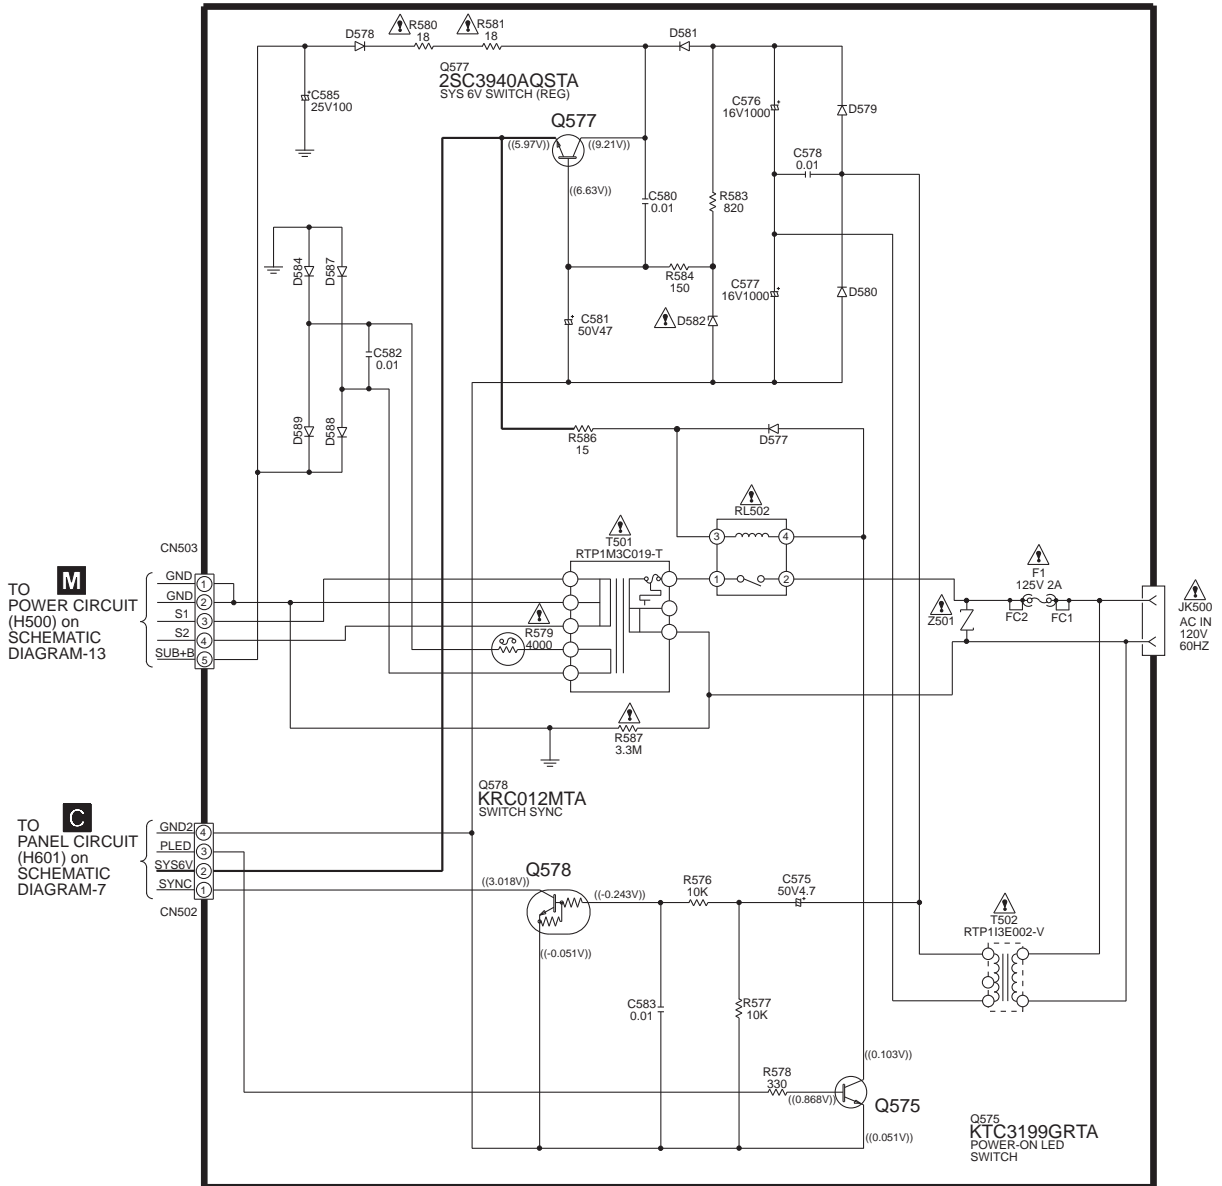 D578
R580
18
R581
18
D581
Q577
2SC3940AQSTA
SYS 6V SWITCH (REG)
C585
25V100
C576
16V1000
D579
Q577
((5.97V))
((9.21V))
C578
0.01
((6.63V))
C580
0.01
R583
820
D584
D587
R584
150
C577
16V1000
D580
C581
50V47
D582
C582
0.01
D589
D588
R586
15
D577
RL502
3
4
1
2
T501
RTP1M3C019-T
CN503
TO M
POWER CIRCUIT
(H500) on
SCHEMATIC
DIAGRAM-13
GND 1
GND 2
S1 3
S2 4
SUB+B 5
R579
4000
F1
125V 2A
FC2
FC1
Z501
JK500
AC IN
120V
60HZ
R587
3.3M
Q578
KRC012MTA
SWITCH SYNC
TO C
PANEL CIRCUIT
(H601) on
SCHEMATIC
DIAGRAM-7
GND2 4
PLED 3
SYS6V 2
SYNC 1
CN502
Q578
((3.018V))
((-0.243V))
((-0.051V))
R576
10K
C575
50V4.7
T502
RTP1I3E002-V
C583
0.01
R577
10K
((0.103V))
R578
330
((0.868V))
Q575
((0.051V))
Q575
KTC3199GRTA
POWER-ON LED
SWITCH